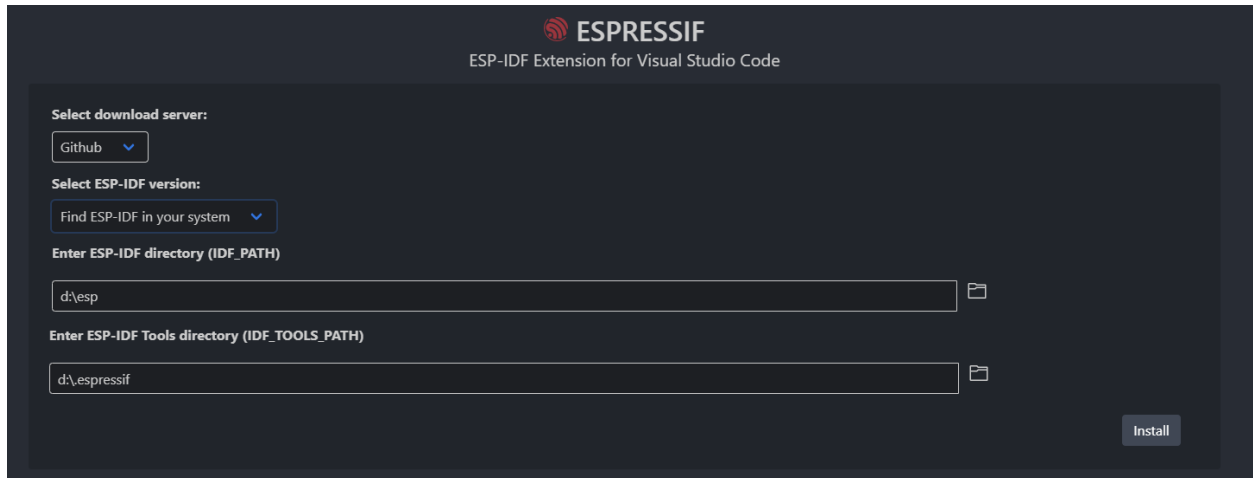 ESPRESSIF
ESP-IDF Extension for Visual Studio Code
Select download server:
Github
Select ESP-IDF version:
Find ESP-IDF in your system
Enter ESP-IDF directory (IDF_PATH)
d:\esp
Enter ESP-IDF Tools directory (IDF_TOOLS_PATH)
d:\.espressif
Install